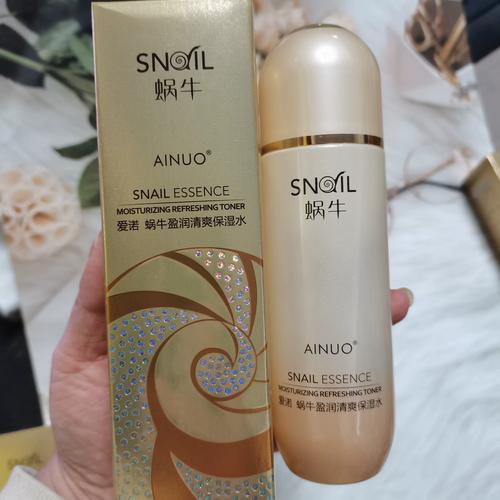 SNAIL
蜗牛
AINUO®
SNAIL ESSENCE
MOISTURIZING REFRESHING TONER
爱诺 蜗牛盈润清爽保湿水
SNAIL
蜗牛
AINUO®
SNAIL ESSENCE
MOISTURIZING REFRESHING TONER
爱诺 蜗牛盈润清爽保湿水
SNAIL